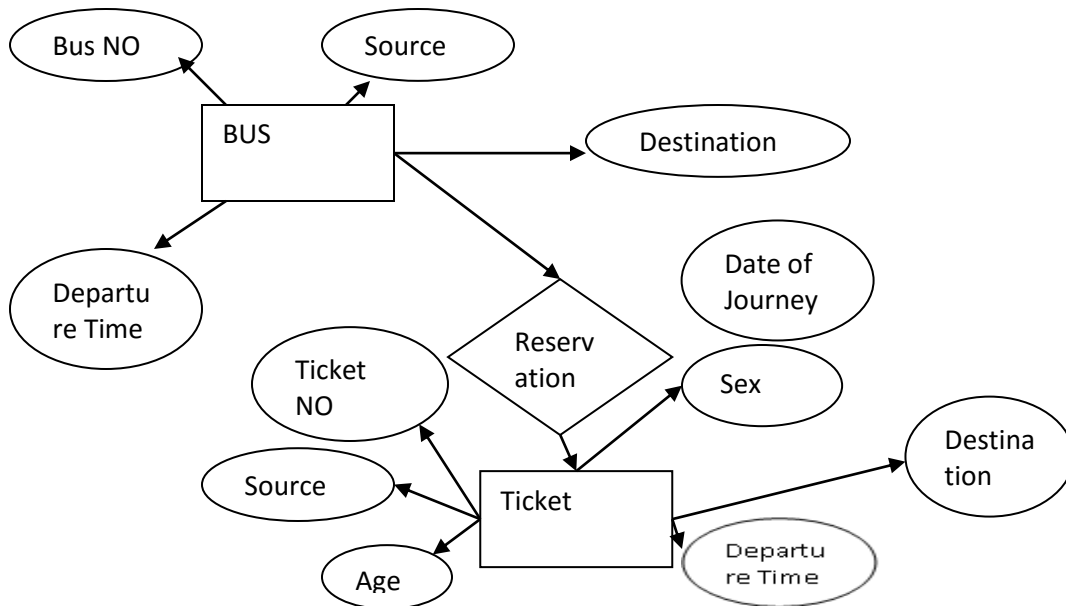 Bus NO
Source
BUS
Destination
Departu
re Time
Date of
Journey
Reserv
ation
Ticket
NO
Sex
Destina
tion
Source
Ticket
Departu
re Time
Age